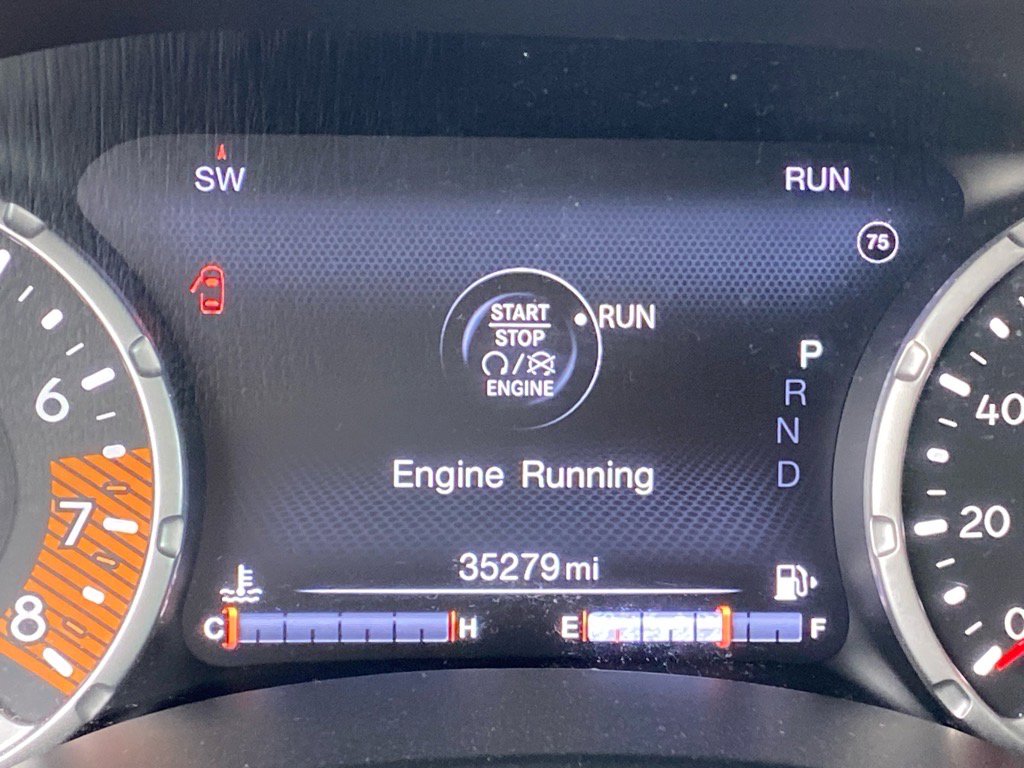 SW
RUN
75
START
STOP
ENGINE
RUN
P
R
N
D
Engine Running
35279 mi
C H
E F
6
7
8
40
20
0